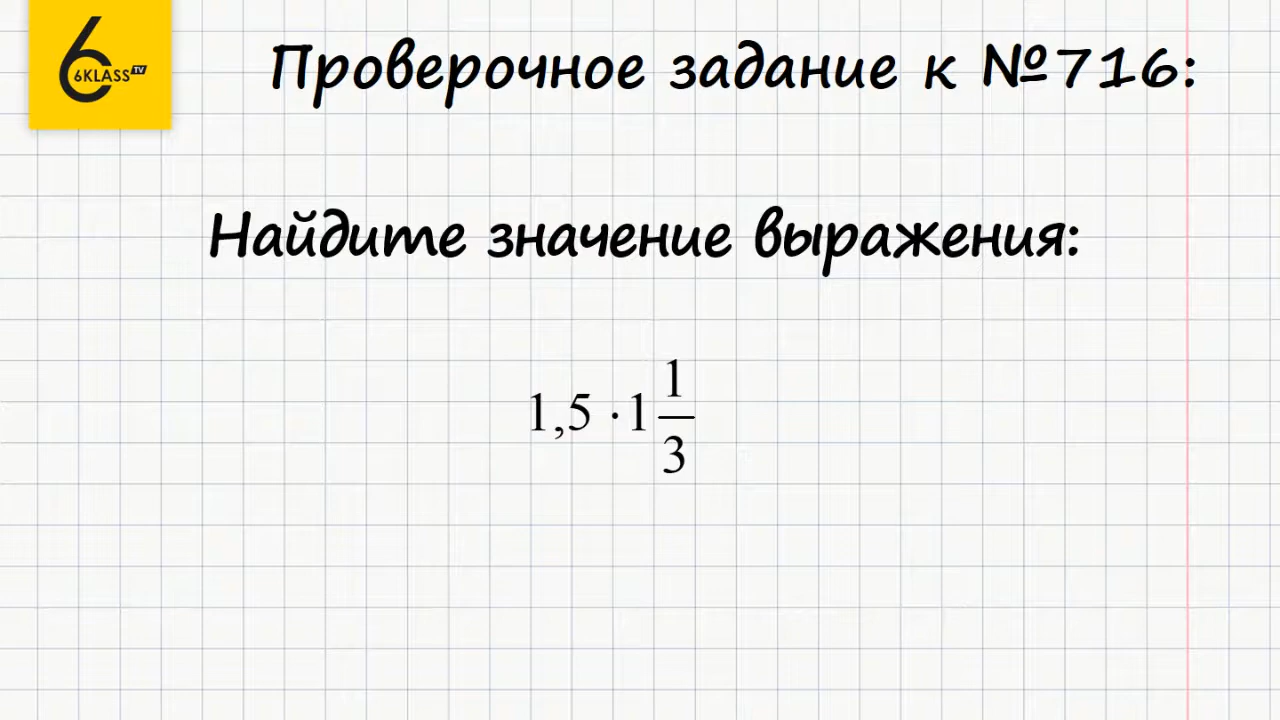 6KLASS TV
Проверочное задание к №716:
Найдите значение выражения:
1,5 · 1 1/3